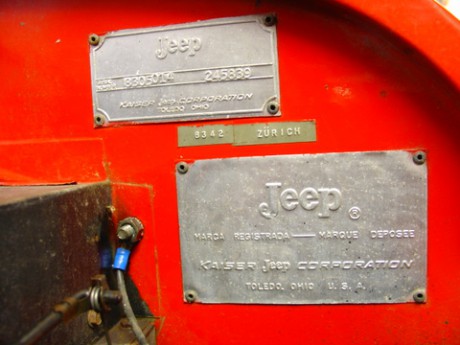 Jeep
245839
KAISER Jeep CORPORATION
TOLEDO, OHIO
8342 ZÜRICH
Jeep ®
MARCA REGISTRADA MARQUE DEPOSEE
KAISER Jeep CORPORATION
TOLEDO, OHIO U. S. A.